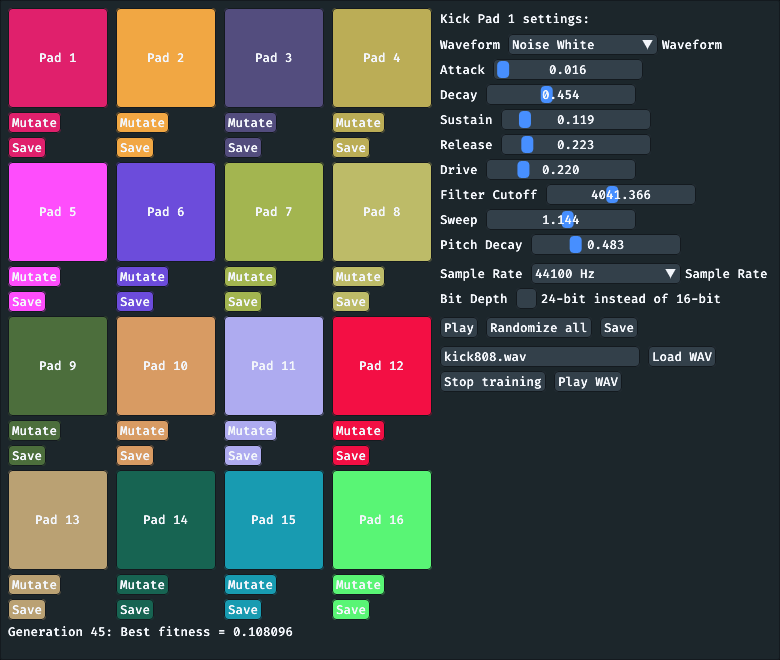 Pad 1 Pad 2 Pad 3 Pad 4
Mutate Mutate Mutate Mutate
Save Save Save Save
Pad 5 Pad 6 Pad 7 Pad 8
Mutate Mutate Mutate Mutate
Save Save Save Save
Pad 9 Pad 10 Pad 11 Pad 12
Mutate Mutate Mutate Mutate
Save Save Save Save
Pad 13 Pad 14 Pad 15 Pad 16
Mutate Mutate Mutate Mutate
Save Save Save Save
Generation 45: Best fitness = 0.108096
Kick Pad 1 settings:
Waveform Noise White Waveform
Attack 0.016
Decay 0.454
Sustain 0.119
Release 0.223
Drive 0.220
Filter Cutoff 4041.366
Sweep 1.144
Pitch Decay 0.483
Sample Rate 44100 Hz Sample Rate
Bit Depth 24-bit instead of 16-bit
Play Randomize all Save
kick808.wav Load WAV
Stop training Play WAV